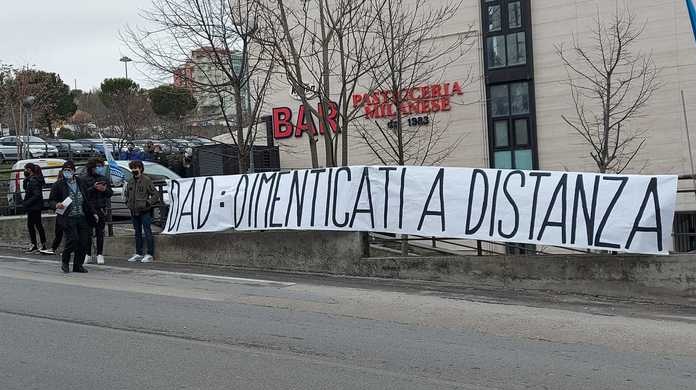 BAR
PASTICCERIA
MILANESE
dal 1983
DAD: DIMENTICATI A DISTANZA